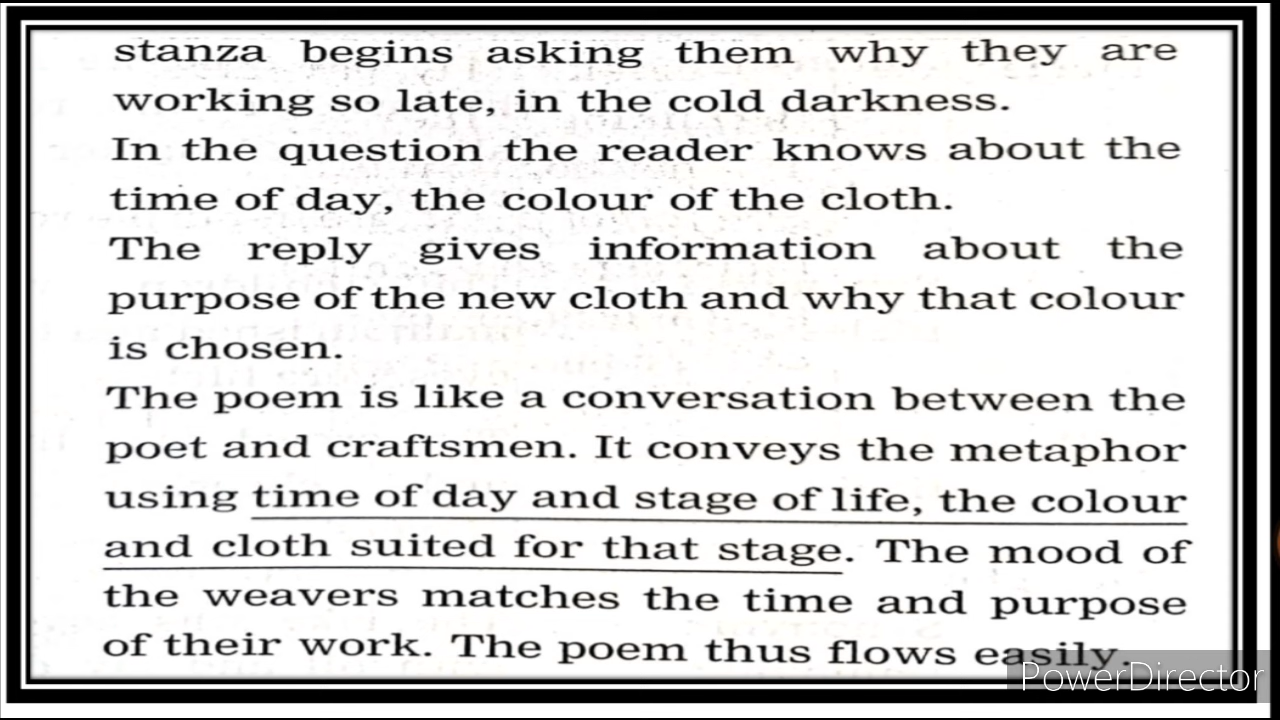 stanza begins asking them why they are
working so late, in the cold darkness.
In the question the reader knows about the
time of day, the colour of the cloth.
The reply gives information about the
purpose of the new cloth and why that colour
is chosen.
The poem is like a conversation between the
poet and craftsmen. It conveys the metaphor
using time of day and stage of life, the colour
and cloth suited for that stage. The mood of
the weavers matches the time and purpose
of their work. The poem thus flows easily.
PowerDirector